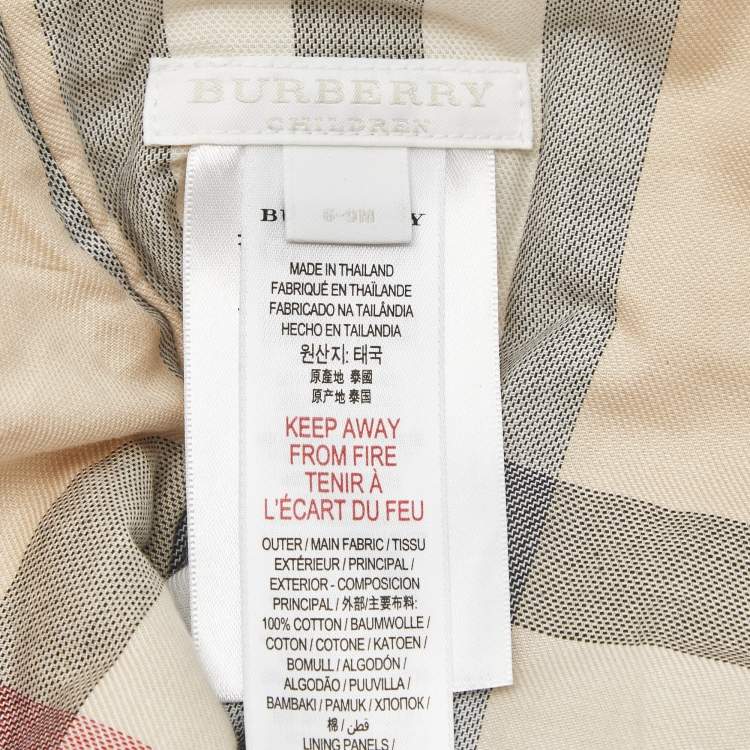 BURBERRY
CHILDREN
6-9M
MADE IN THAILAND
FABRIQUÉ EN THAÏLANDE
FABRICADO NA TAILÂNDIA
HECHO EN TAILANDIA
원산지: 태국
原產地 泰國
原产地 泰国
KEEP AWAY
FROM FIRE
TENIR À
L'ÉCART DU FEU
OUTER / MAIN FABRIC / TISSU
EXTÉRIEUR / PRINCIPAL /
EXTERIOR - COMPOSICION
PRINCIPAL / 外部/主要布料:
100% COTTON / BAUMWOLLE /
COTON / COTONE / KATOEN /
BOMULL / ALGODÓN /
ALGODÃO / PUUVILLA /
BAMBAKI / PAMUK / ХЛОПОК /
棉 / قطن /
LINING PANELS /